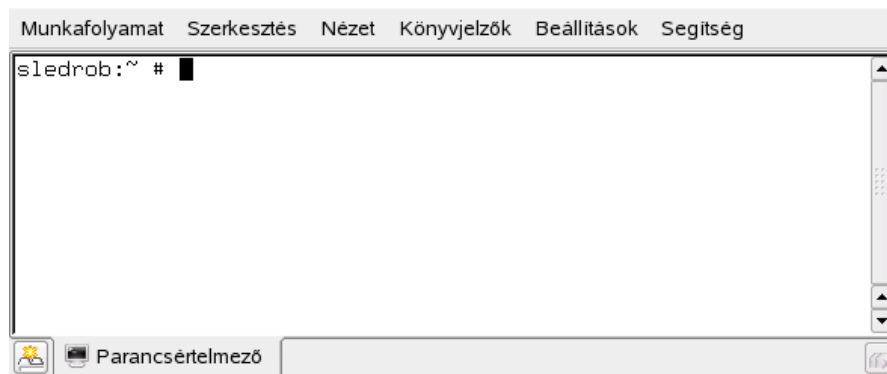 Munkafolyamat Szerkesztés Nézet Könyvjelzők Beállítások Segítség
sledrob:~ #
Parancsértelmező